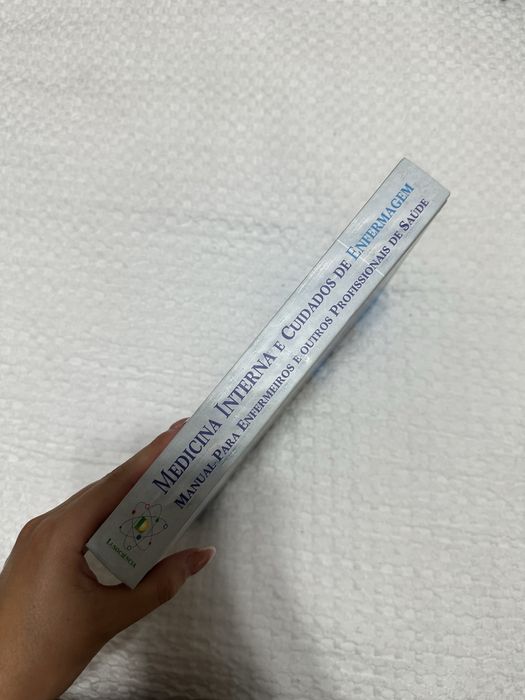 MEDICINA INTERNA E CUIDADOS DE ENFERMAGEM
MANUAL PARA ENFERMEIROS E OUTROS PROFISSIONAIS DE SAÚDE
L
LUSOCIÊNCIA